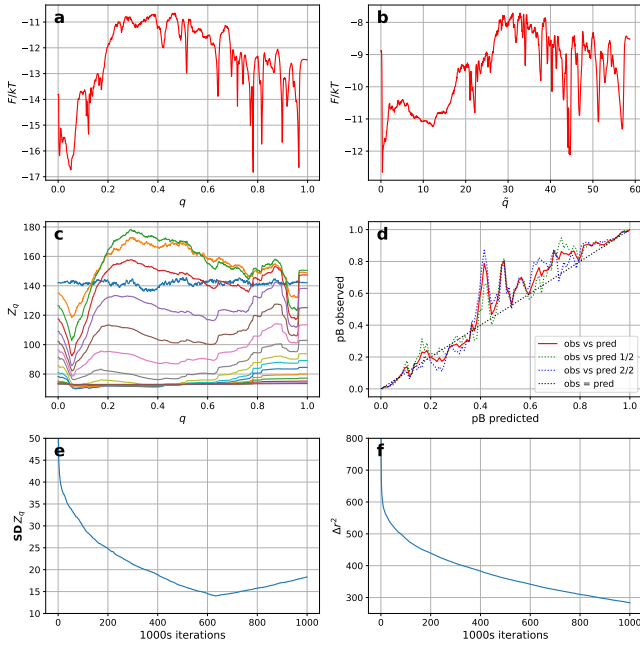 a
−11
−12
−13
−14
−15
−16
−17
F/kT
0.0 0.2 0.4 0.6 0.8 1.0
q
b
−8
−9
−10
−11
−12
F/kT
0 10 20 30 40 50 60
q̃
c
180
160
140
120
100
80
Z_q
0.0 0.2 0.4 0.6 0.8 1.0
q
d
1.0
0.8
0.6
0.4
0.2
0.0
pB observed
obs vs pred
obs vs pred 1/2
obs vs pred 2/2
obs = pred
0.0 0.2 0.4 0.6 0.8 1.0
pB predicted
e
50
45
40
35
30
25
20
15
10
SD Z_q
0 200 400 600 800 1000
1000s iterations
f
800
700
600
500
400
300
Δr²
0 200 400 600 800 1000
1000s iterations